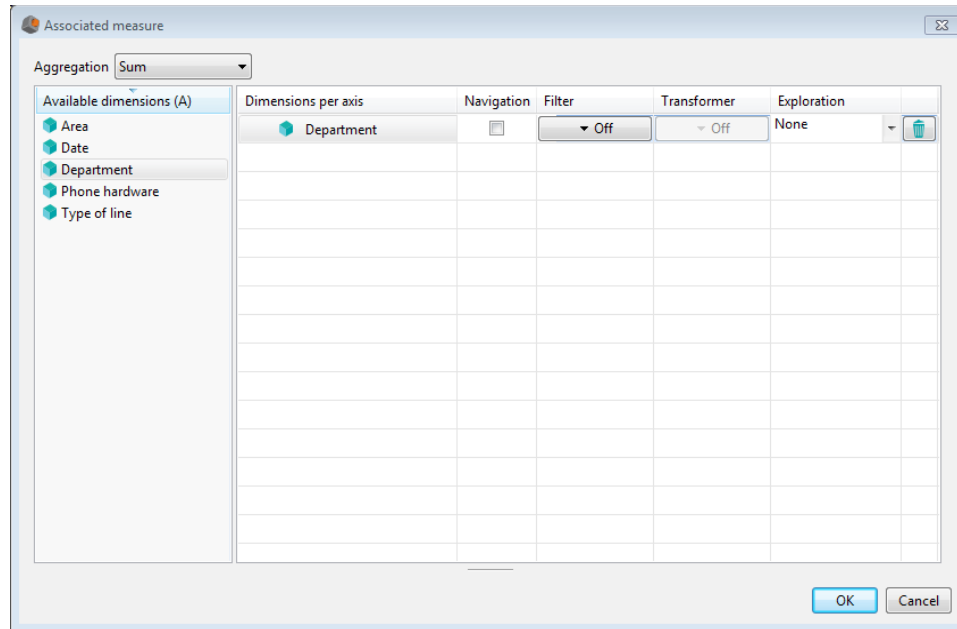 Associated measure
Aggregation Sum
Available dimensions (A) Dimensions per axis Navigation Filter Transformer Exploration
Area Department Off Off None
Date
Department
Phone hardware
Type of line
OK Cancel